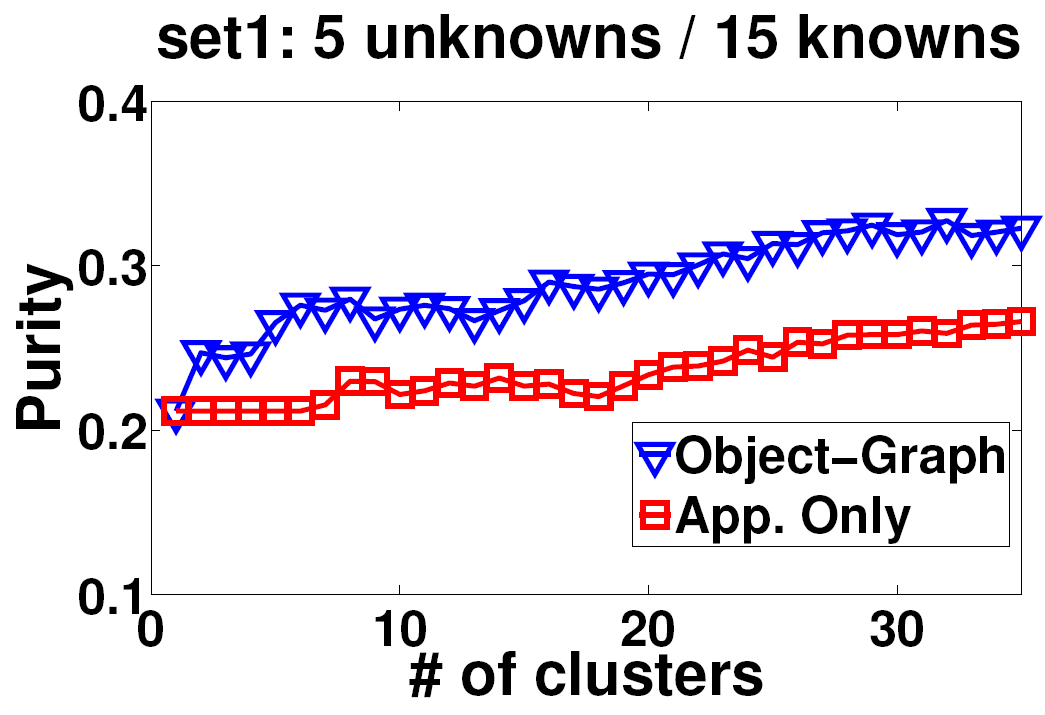 set1: 5 unknowns / 15 knowns
0.4
0.3
0.2
0.1
Purity
Object-Graph
App. Only
0 10 20 30
# of clusters